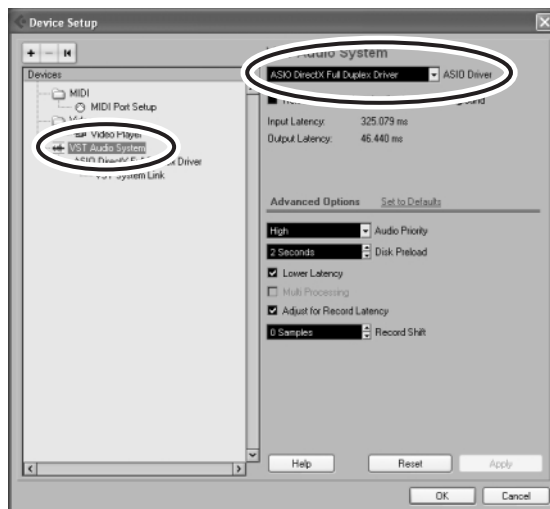 Device Setup
Devices
MIDI
MIDI Port Setup
Video Player
VST Audio System
Audio System
ASIO DirectX Full Duplex Driver ASIO Driver
Input Latency: 325.079 ms
Output Latency: 46.440 ms
Advanced Options Set to Defaults
High Audio Priority
2 Seconds Disk Preload
Lower Latency
Multi Processing
Adjust for Record Latency
0 Samples Record Shift
Help Reset Apply
OK Cancel